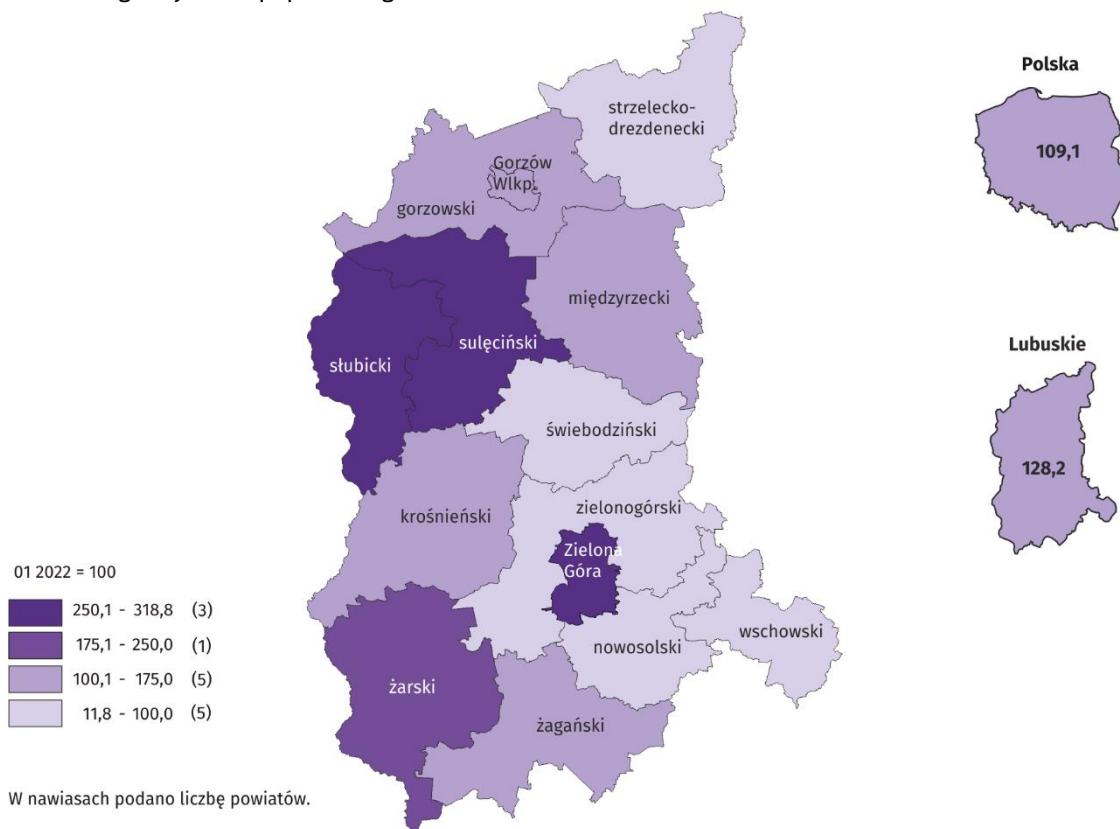 Polska
109,1
Lubuskie
128,2
strzelecko-
drezdenecki
Gorzów
Wlkp.
gorzowski
międzyrzecki
sulęciński
słubicki
świebodziński
zielonogórski
krośnieński
Zielona
Góra
wschowski
nowosolski
żarski
żagański
01 2022 = 100
250,1 - 318,8 (3)
175,1 - 250,0 (1)
100,1 - 175,0 (5)
11,8 - 100,0 (5)
W nawiasach podano liczbę powiatów.